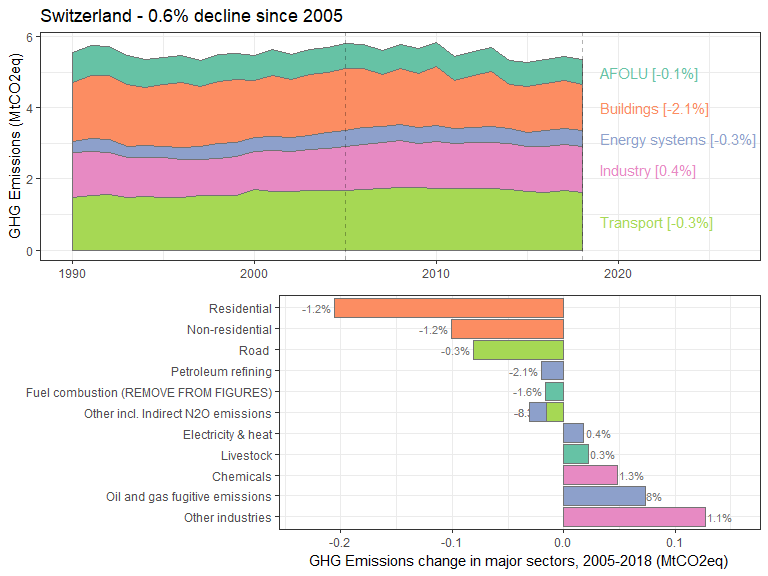 Switzerland - 0.6% decline since 2005
GHG Emissions (MtCO2eq)
6
4
2
0
1990
2000
2010
2020
AFOLU [-0.1%]
Buildings [-2.1%]
Energy systems [-0.3%]
Industry [0.4%]
Transport [-0.3%]
Residential -1.2%
Non-residential -1.2%
Road -0.3%
Petroleum refining -2.1%
Fuel combustion (REMOVE FROM FIGURES) -1.6%
Other incl. Indirect N2O emissions
Electricity & heat 0.4%
Livestock 0.3%
Chemicals 1.3%
Oil and gas fugitive emissions 8%
Other industries 1.1%
-0.2
-0.1
0.0
0.1
GHG Emissions change in major sectors, 2005-2018 (MtCO2eq)